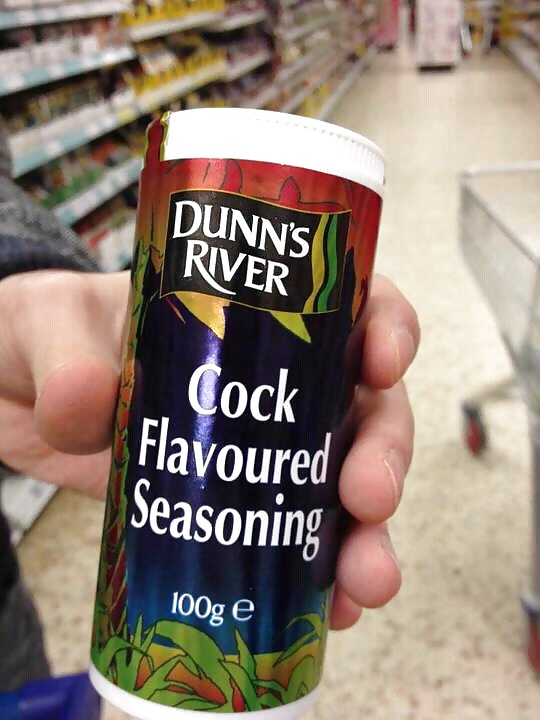 DUNN'S
RIVER
Cock
Flavoured
Seasoning
100g ℮